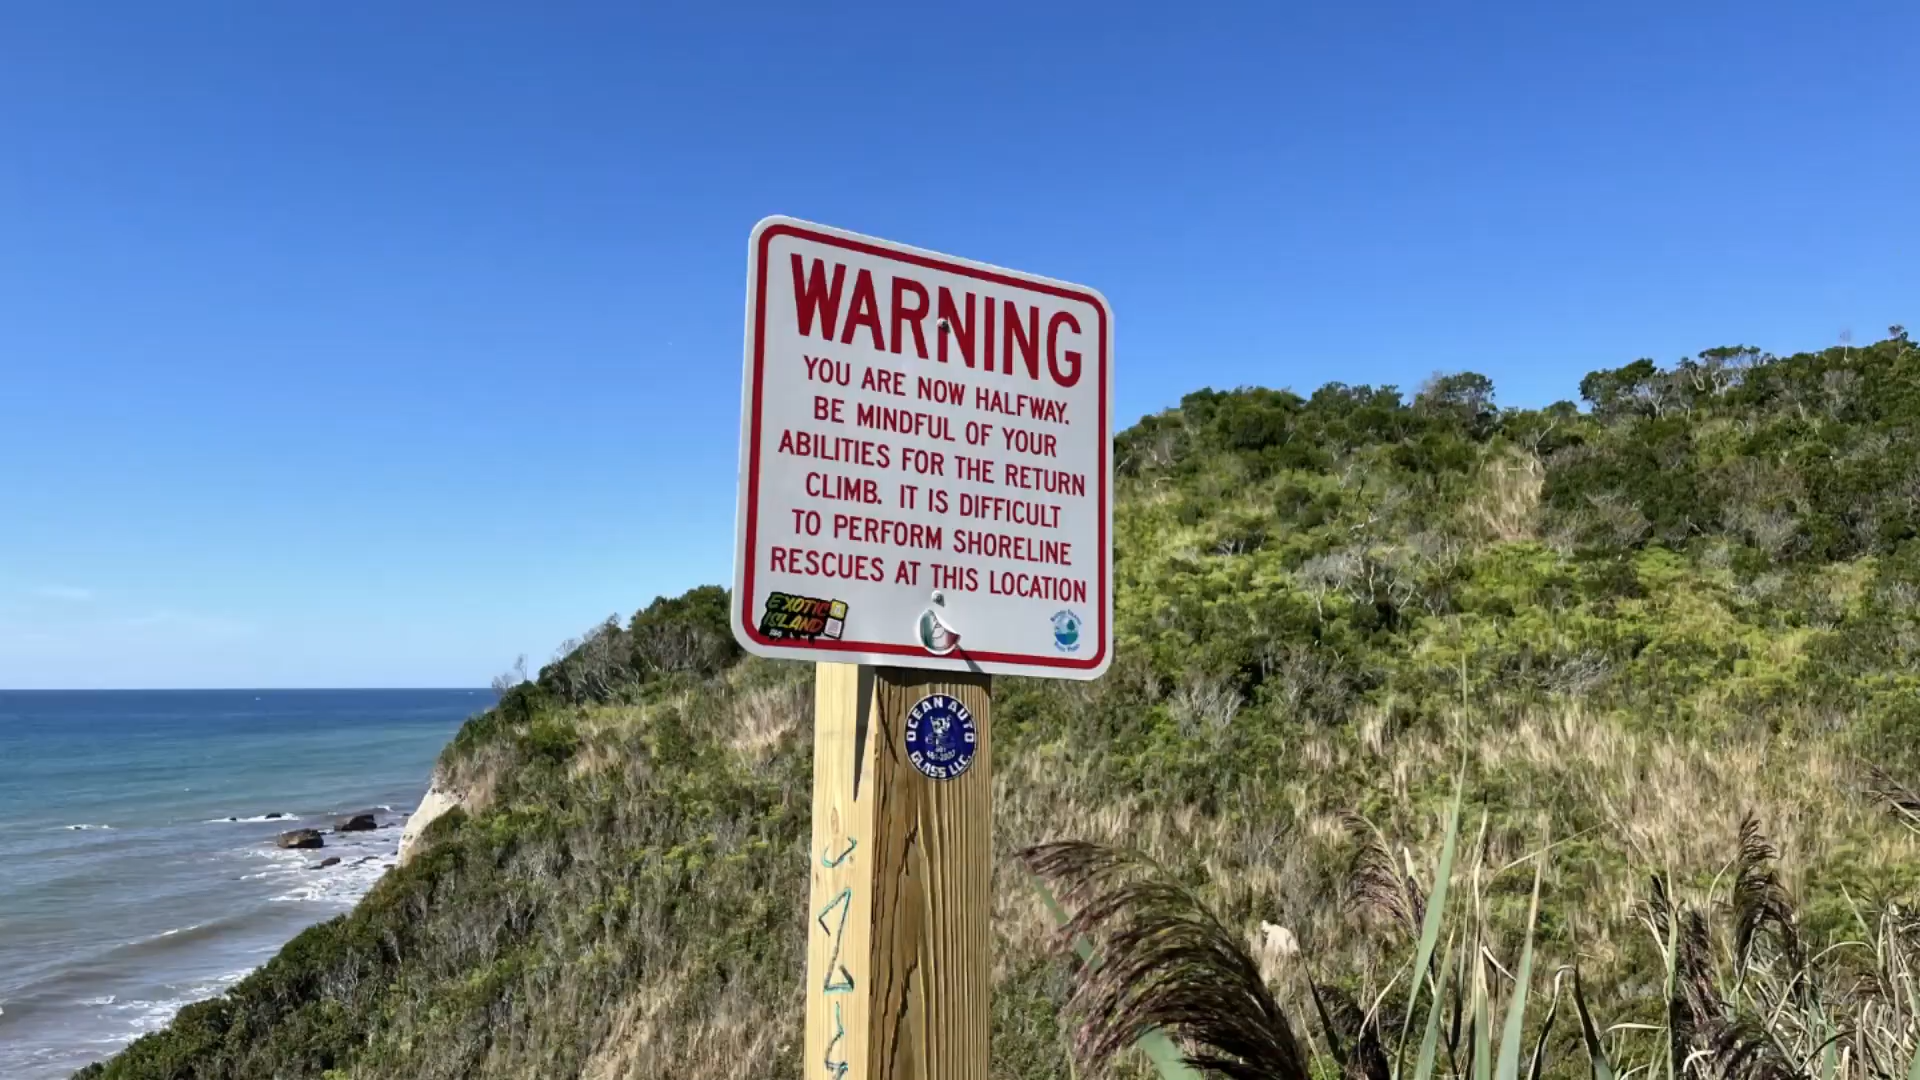 WARNING
YOU ARE NOW HALFWAY.
BE MINDFUL OF YOUR
ABILITIES FOR THE RETURN
CLIMB. IT IS DIFFICULT
TO PERFORM SHORELINE
RESCUES AT THIS LOCATION
EXOTIC
ISLAND
OCEAN AUTO
GLASS LLC.